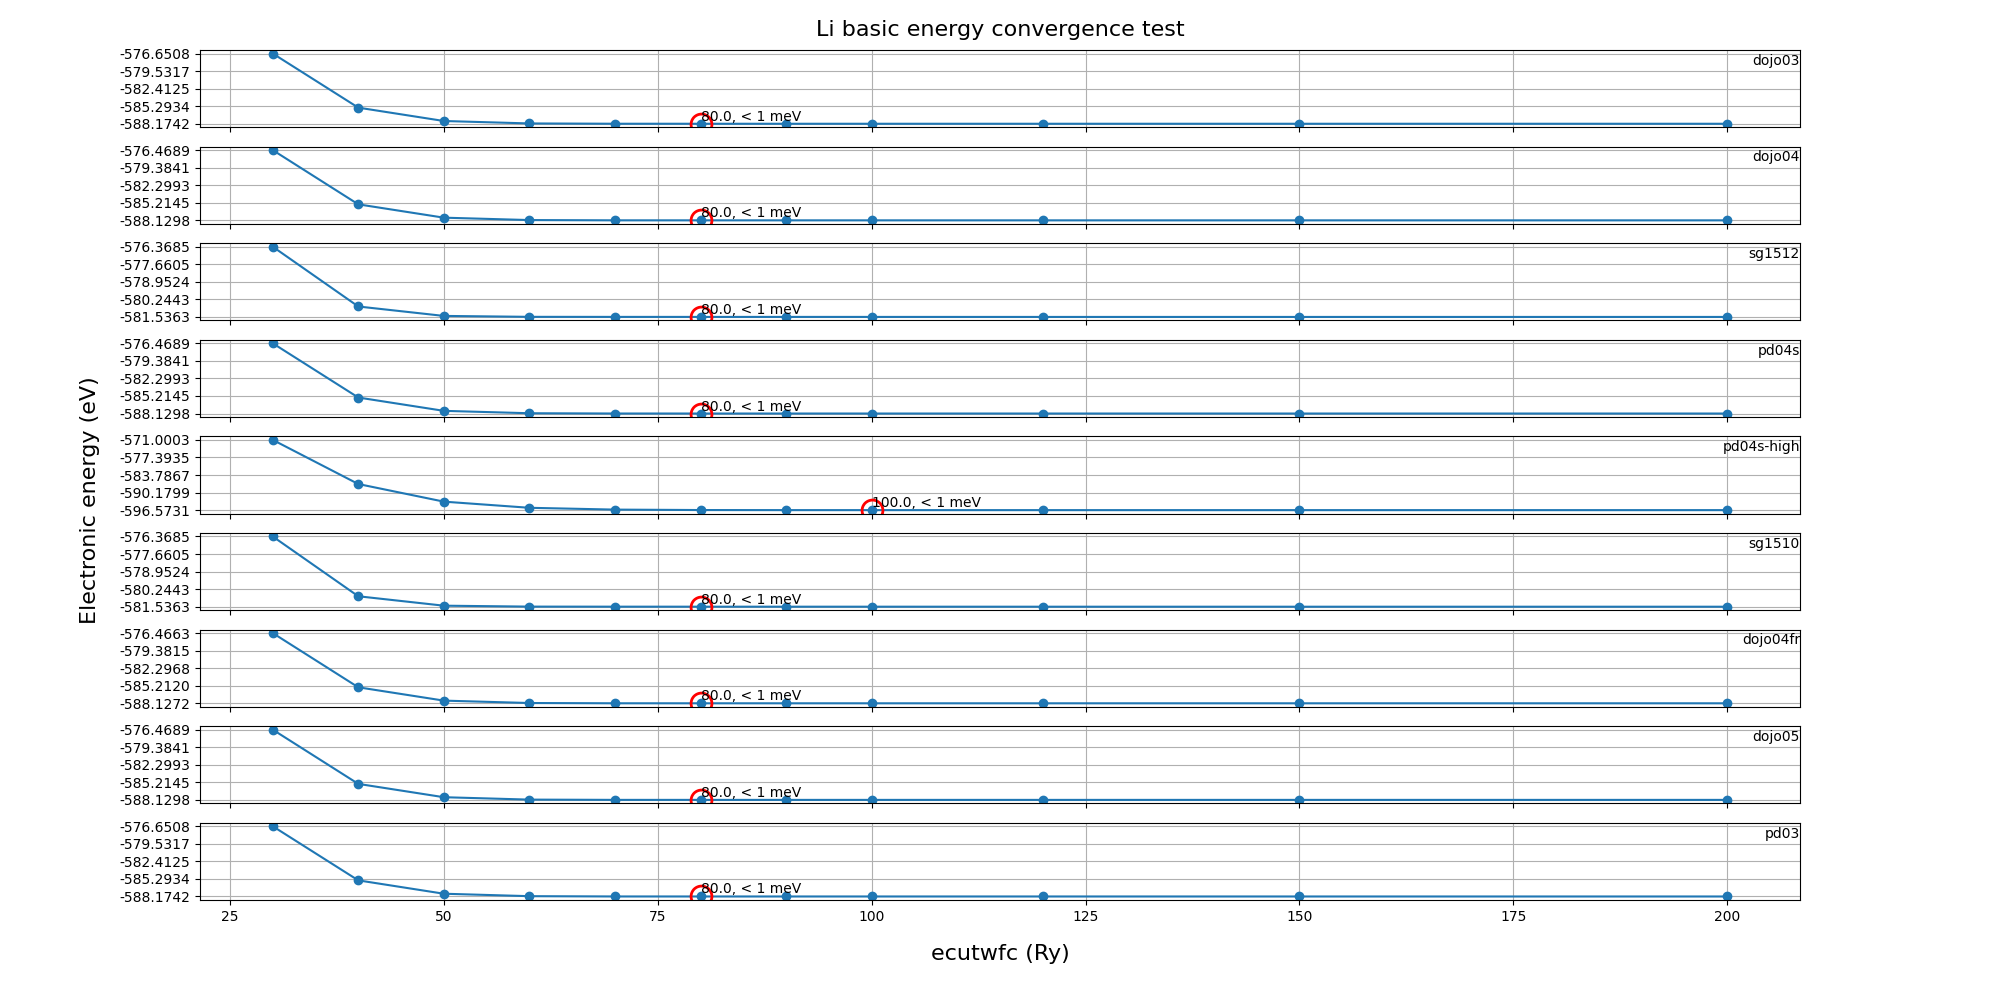 Li basic energy convergence test
-576.6508
dojo03
-579.5317
-582.4125
-585.2934
80.0, < 1 meV
-588.1742
-576.4689
dojo04
-579.3841
-582.2993
-585.2145
80.0, < 1 meV
-588.1298
-576.3685
sg1512
-577.6605
-578.9524
-580.2443
80.0, < 1 meV
-581.5363
-576.4689
pd04s
-579.3841
-582.2993
-585.2145
80.0, < 1 meV
-588.1298
-571.0003
pd04s-high
-577.3935
-583.7867
-590.1799
100.0, < 1 meV
-596.5731
-576.3685
sg1510
-577.6605
-578.9524
-580.2443
80.0, < 1 meV
-581.5363
-576.4663
dojo04fr
-579.3815
-582.2968
-585.2120
80.0, < 1 meV
-588.1272
-576.4689
dojo05
-579.3841
-582.2993
-585.2145
80.0, < 1 meV
-588.1298
-576.6508
pd03
-579.5317
-582.4125
-585.2934
80.0, < 1 meV
-588.1742
25 50 75 100 125 150 175 200
ecutwfc (Ry)
Electronic energy (eV)